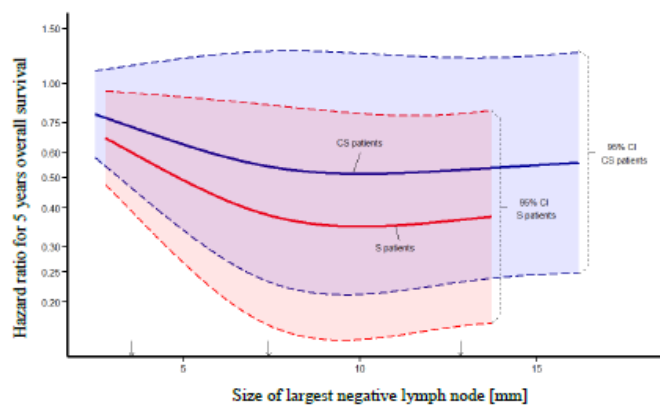 1.50
1.00
0.75
0.60
0.50
0.40
0.30
0.25
0.20
Hazard ratio for 5 years overall survival
CS patients
S patients
95% CI
CS patients
95% CI
S patients
5
10
15
Size of largest negative lymph node [mm]